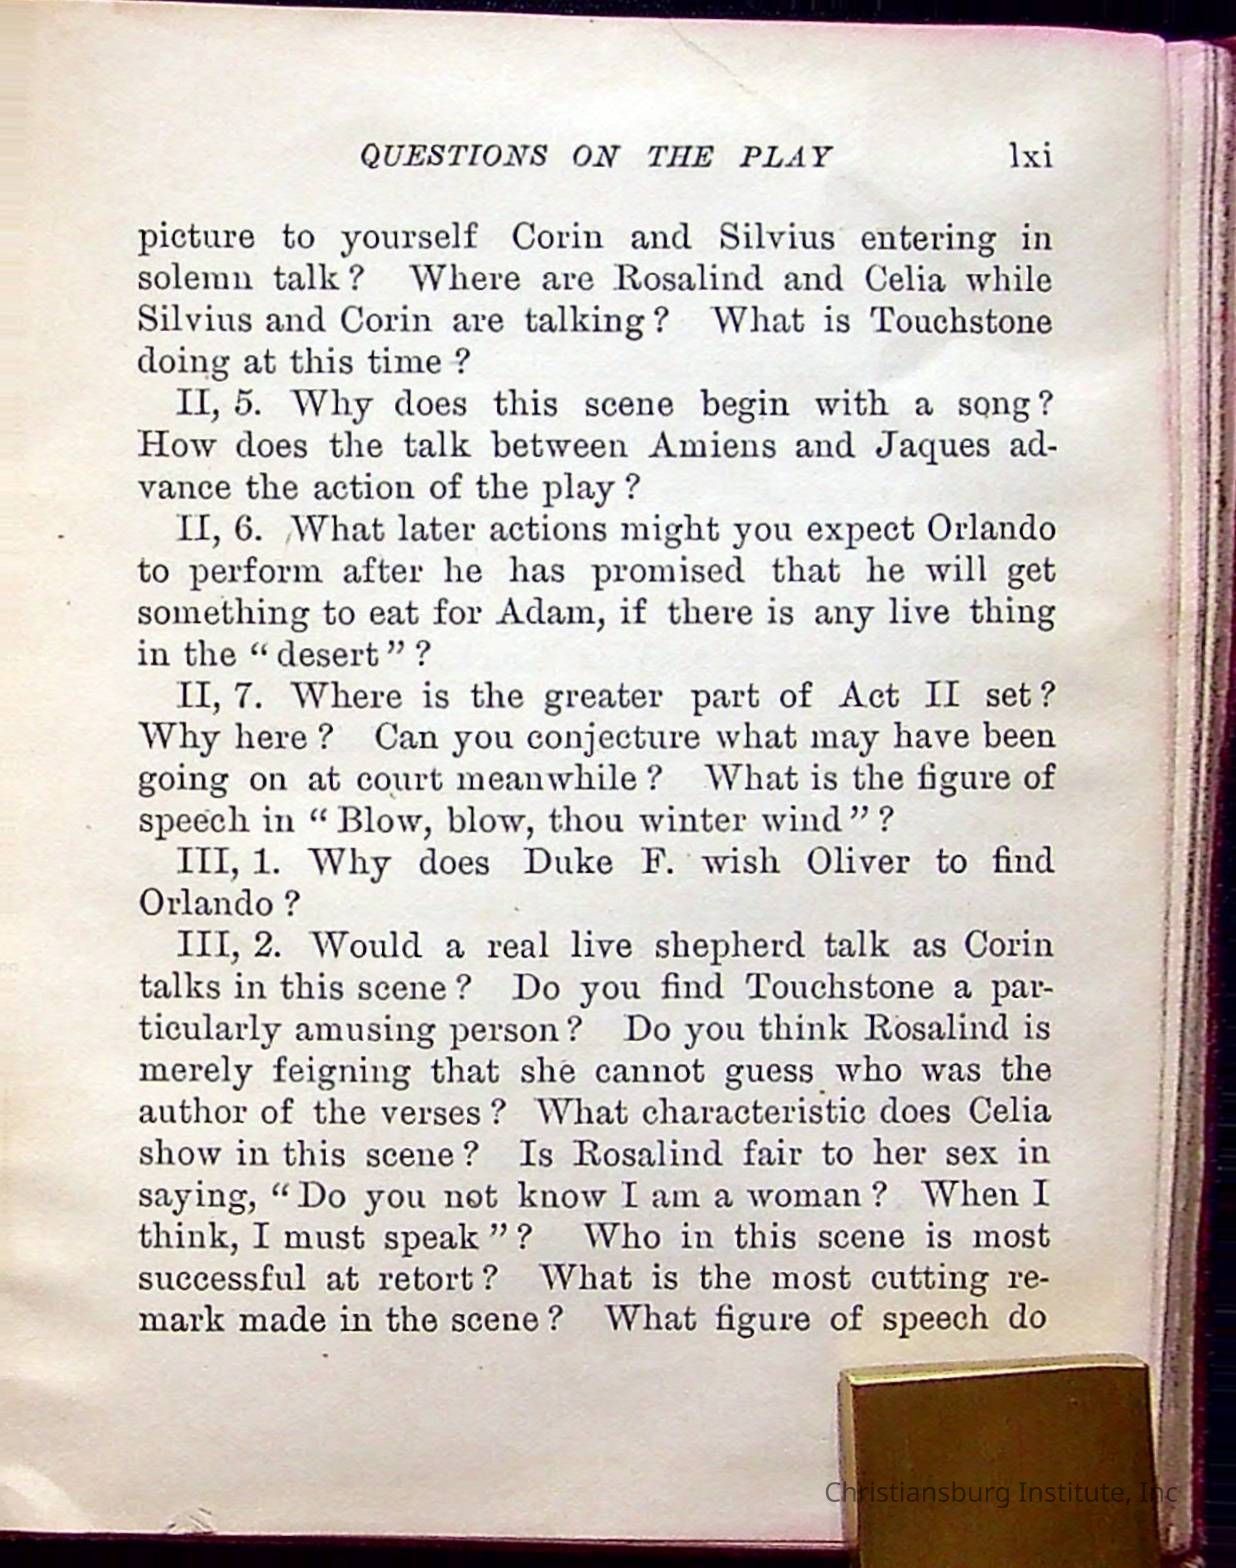 QUESTIONS ON THE PLAY lxi
picture to yourself Corin and Silvius entering in
solemn talk? Where are Rosalind and Celia while
Silvius and Corin are talking? What is Touchstone
doing at this time?
II, 5. Why does this scene begin with a song?
How does the talk between Amiens and Jaques ad-
vance the action of the play?
II, 6. What later actions might you expect Orlando
to perform after he has promised that he will get
something to eat for Adam, if there is any live thing
in the “desert”?
II, 7. Where is the greater part of Act II set?
Why here? Can you conjecture what may have been
going on at court meanwhile? What is the figure of
speech in “Blow, blow, thou winter wind”?
III, 1. Why does Duke F. wish Oliver to find
Orlando?
III, 2. Would a real live shepherd talk as Corin
talks in this scene? Do you find Touchstone a par-
ticularly amusing person? Do you think Rosalind is
merely feigning that she cannot guess who was the
author of the verses? What characteristic does Celia
show in this scene? Is Rosalind fair to her sex in
saying, “Do you not know I am a woman? When I
think, I must speak”? Who in this scene is most
successful at retort? What is the most cutting re-
mark made in the scene? What figure of speech do
Christiansburg Institute, Inc